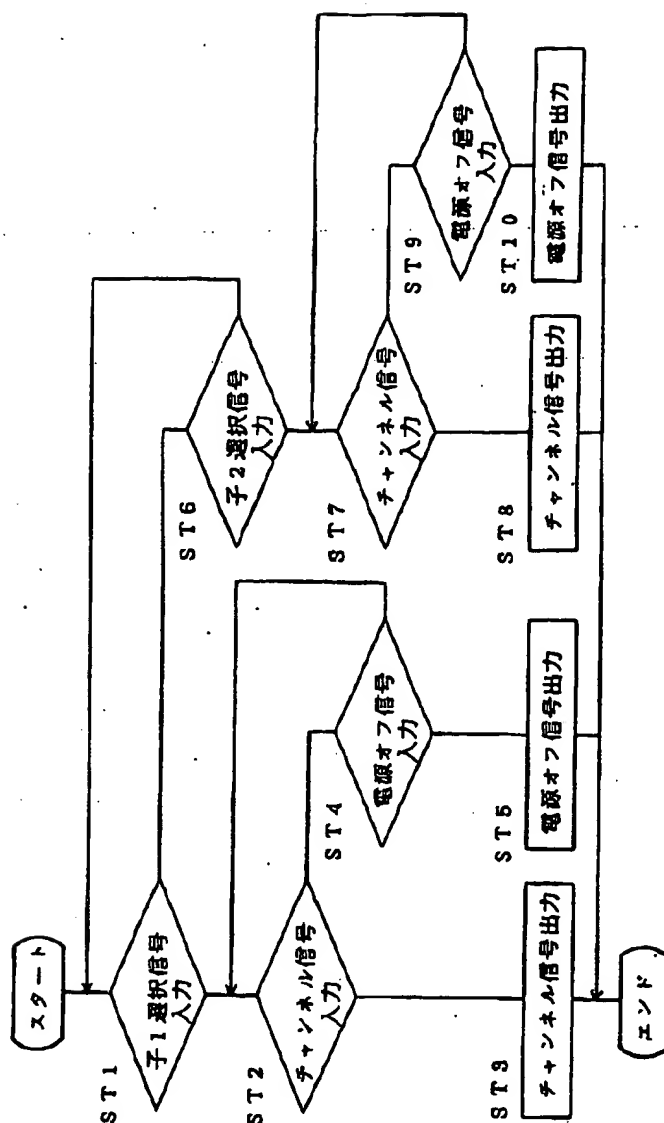 スタート
ST1
子1選択信号
入力
ST2
チャンネル信号
入力
ST3
チャンネル信号出力
エンド
ST4
電源オフ信号
入力
ST5
電源オフ信号出力
ST6
子2選択信号
入力
ST7
チャンネル信号
入力
ST8
チャンネル信号出力
ST9
電源オフ信号
入力
ST10
電源オフ信号出力